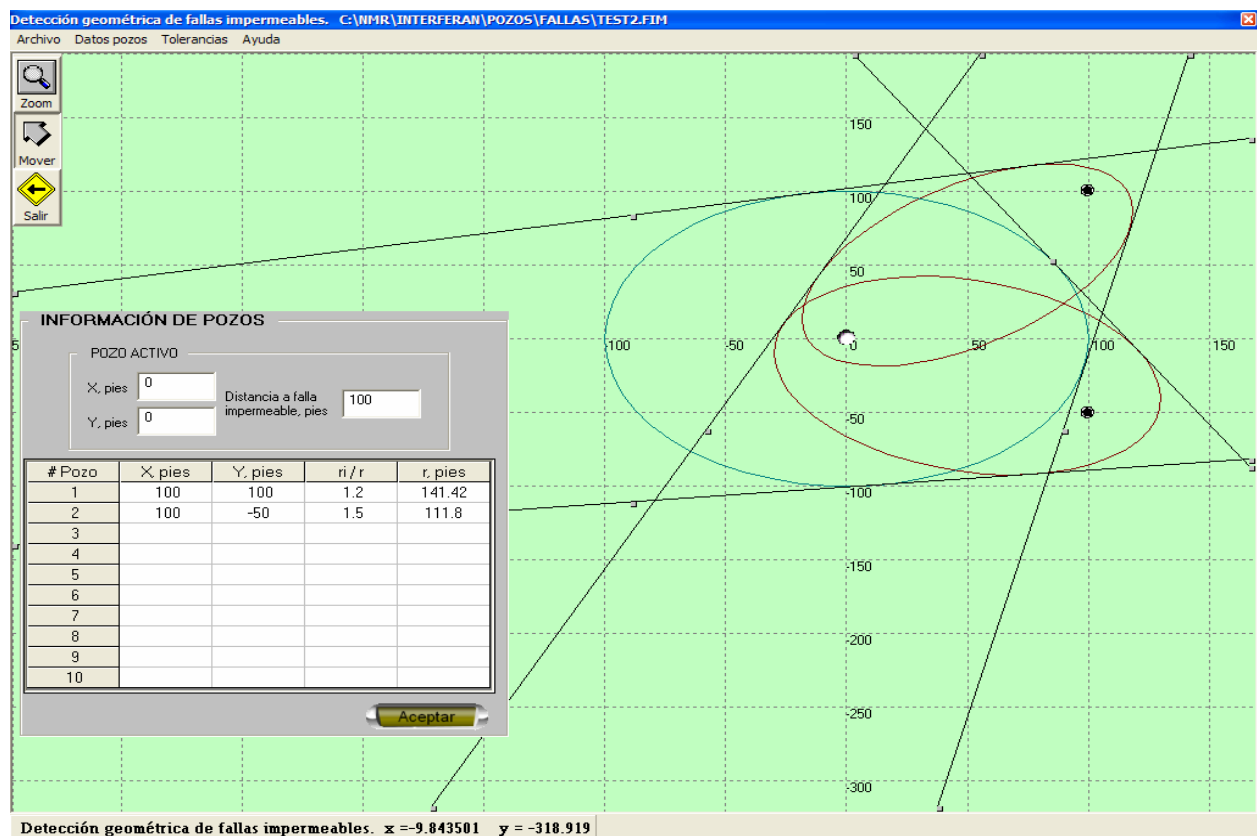 Detección geométrica de fallas impermeables. C:\NMR\INTERFERAN\POZOS\FALLAS\TEST2.FIM
Archivo Datos pozos Tolerancias Ayuda
Zoom
Mover
Salir
150
100
50
5
100
-50
0
50
100
150
-50
-100
-150
-200
-250
-300
INFORMACIÓN DE POZOS
POZO ACTIVO
X, pies 0
Y, pies 0
Distancia a falla
impermeable, pies
100
# Pozo X, pies Y, pies ri / r r, pies
1 100 100 1.2 141.42
2 100 -50 1.5 111.8
3
4
5
6
7
8
9
10
Aceptar
Detección geométrica de fallas impermeables. x =-9.843501 y = -318.919